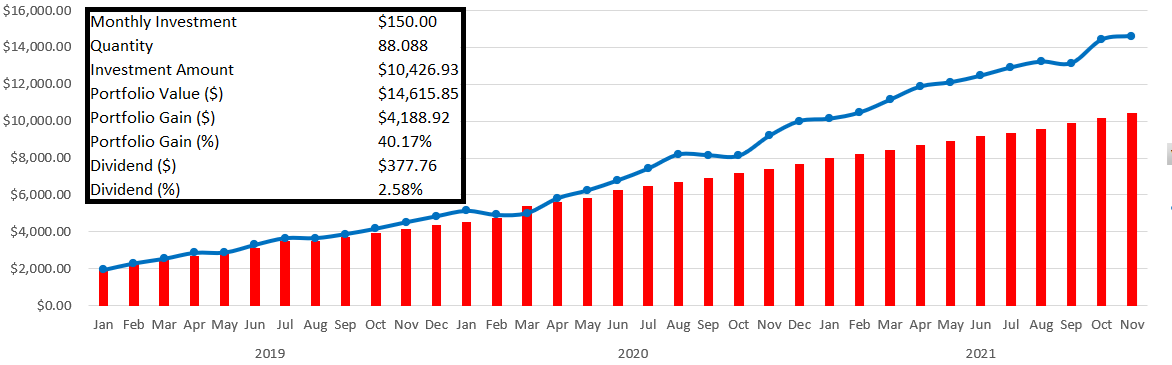 $16,000.00
$14,000.00
$12,000.00
$10,000.00
$8,000.00
$6,000.00
$4,000.00
$2,000.00
$0.00
Monthly Investment $150.00
Quantity 88.088
Investment Amount $10,426.93
Portfolio Value ($) $14,615.85
Portfolio Gain ($) $4,188.92
Portfolio Gain (%) 40.17%
Dividend ($) $377.76
Dividend (%) 2.58%
Jan Feb Mar Apr May Jun Jul Aug Sep Oct Nov Dec Jan Feb Mar Apr May Jun Jul Aug Sep Oct Nov Dec Jan Feb Mar Apr May Jun Jul Aug Sep Oct Nov
2019 2020 2021